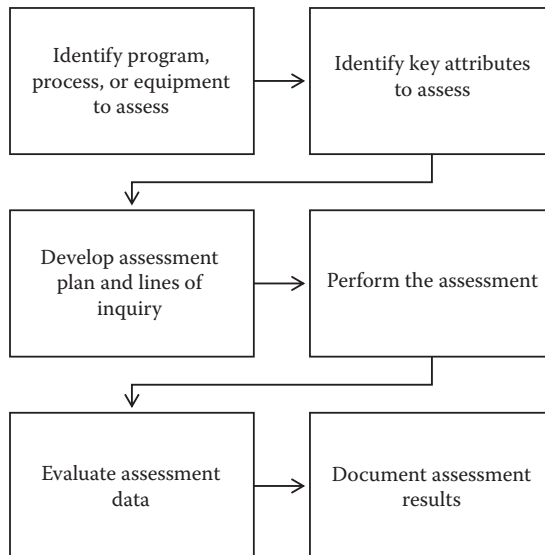 Identify program,
process, or equipment
to assess
Identify key attributes
to assess
Develop assessment
plan and lines of
inquiry
Perform the assessment
Evaluate assessment
data
Document assessment
results